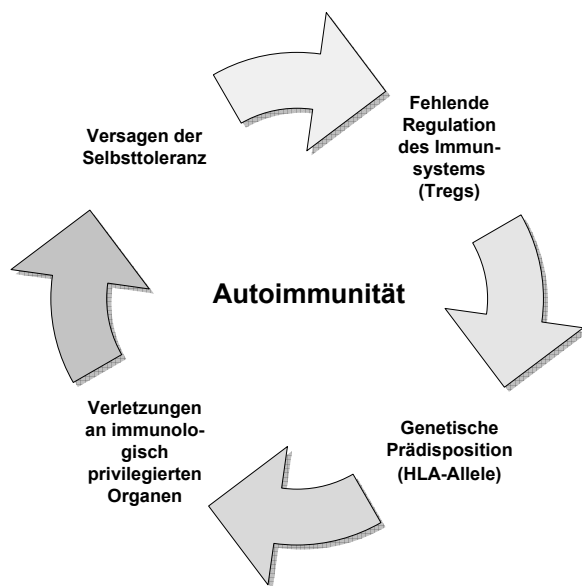 Versagen der
Selbsttoleranz
Fehlende
Regulation
des Immun-
systems
(Tregs)
Autoimmunität
Genetische
Prädisposition
(HLA-Allele)
Verletzungen
an immunolo-
gisch
privilegierten
Organen